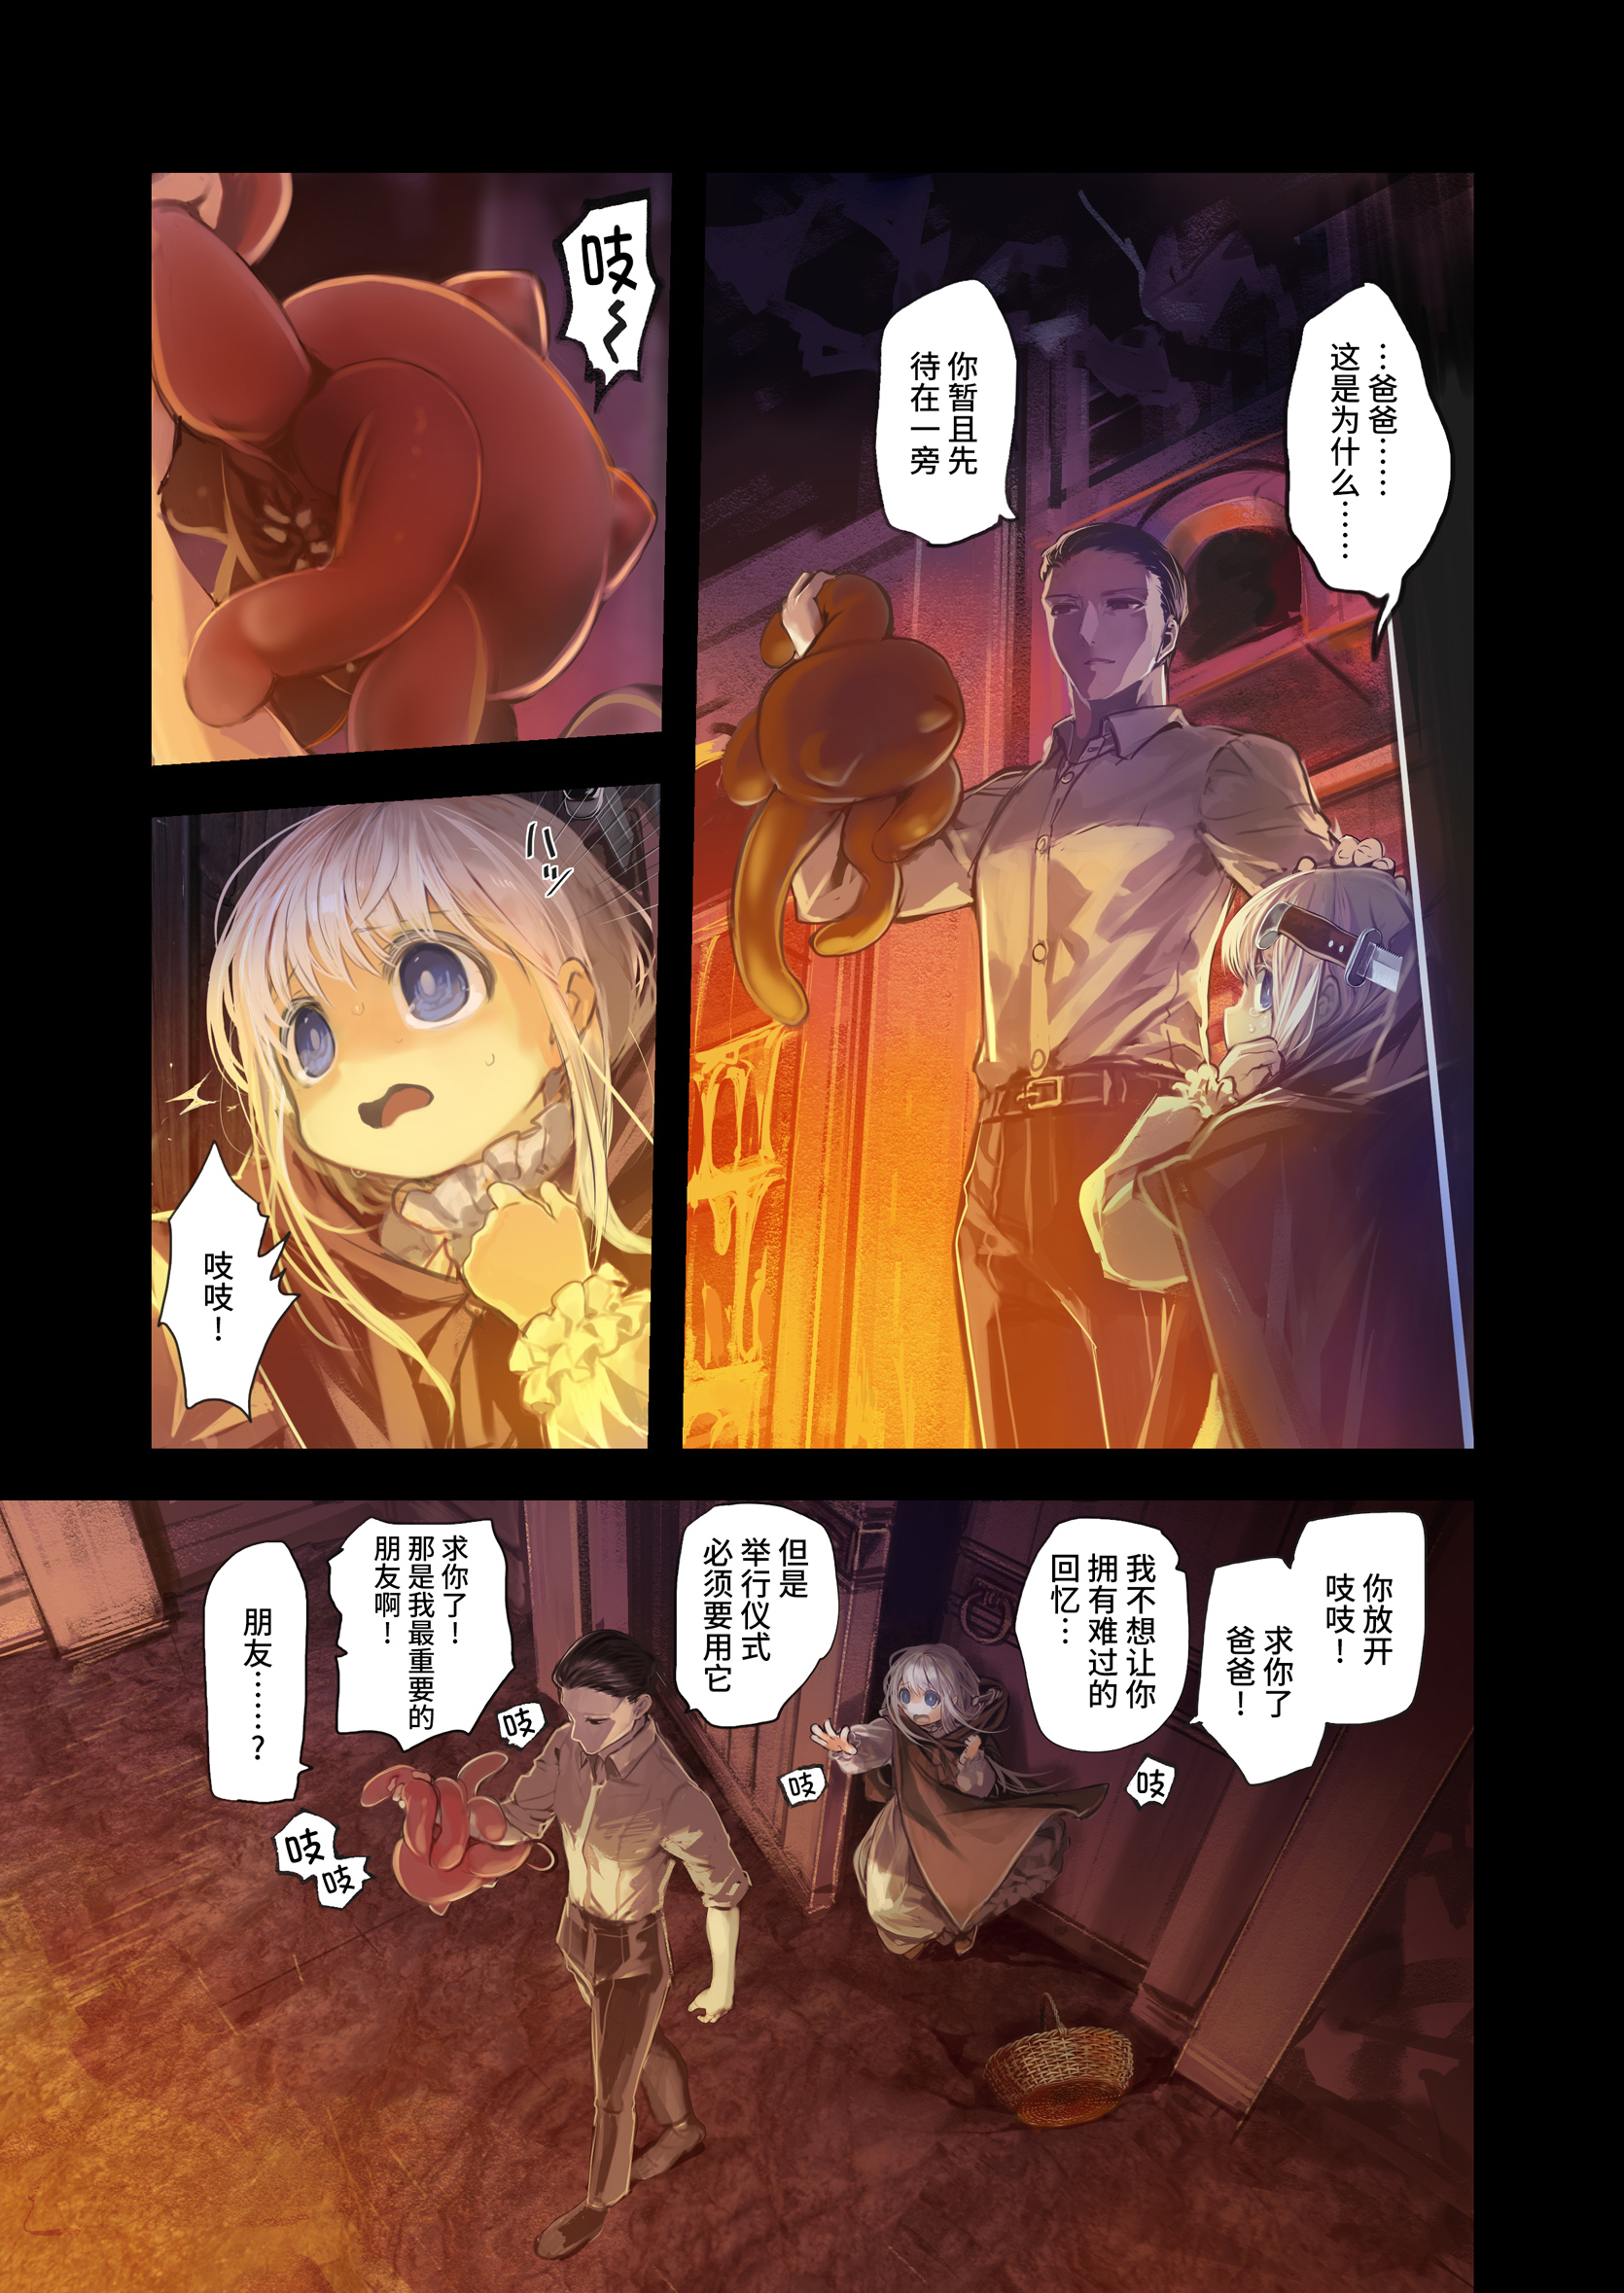 …爸爸……
这是为什么……
你暂且先
待在一旁
吱～
ハッ
吱吱！
你放开
吱吱！
求你了
爸爸！
我不想让你
拥有难过的
回忆…
吱
但是
举行仪式
必须要用它
吱
求你了！
那是我最重要的
朋友啊！
吱
朋友……？
吱
吱